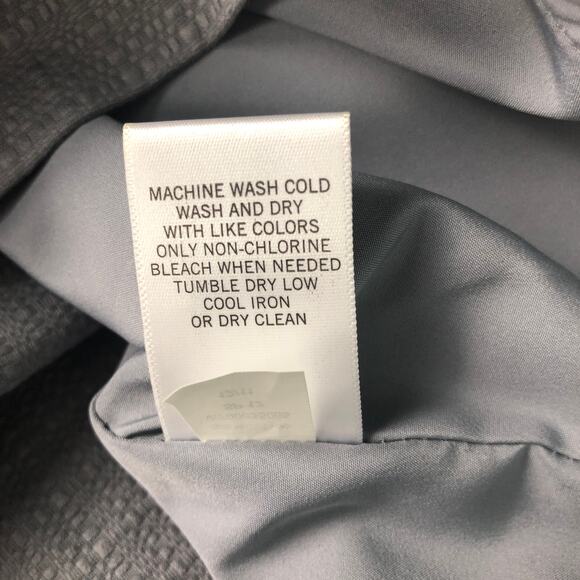 MACHINE WASH COLD
WASH AND DRY
WITH LIKE COLORS
ONLY NON-CHLORINE
BLEACH WHEN NEEDED
TUMBLE DRY LOW
COOL IRON
OR DRY CLEAN